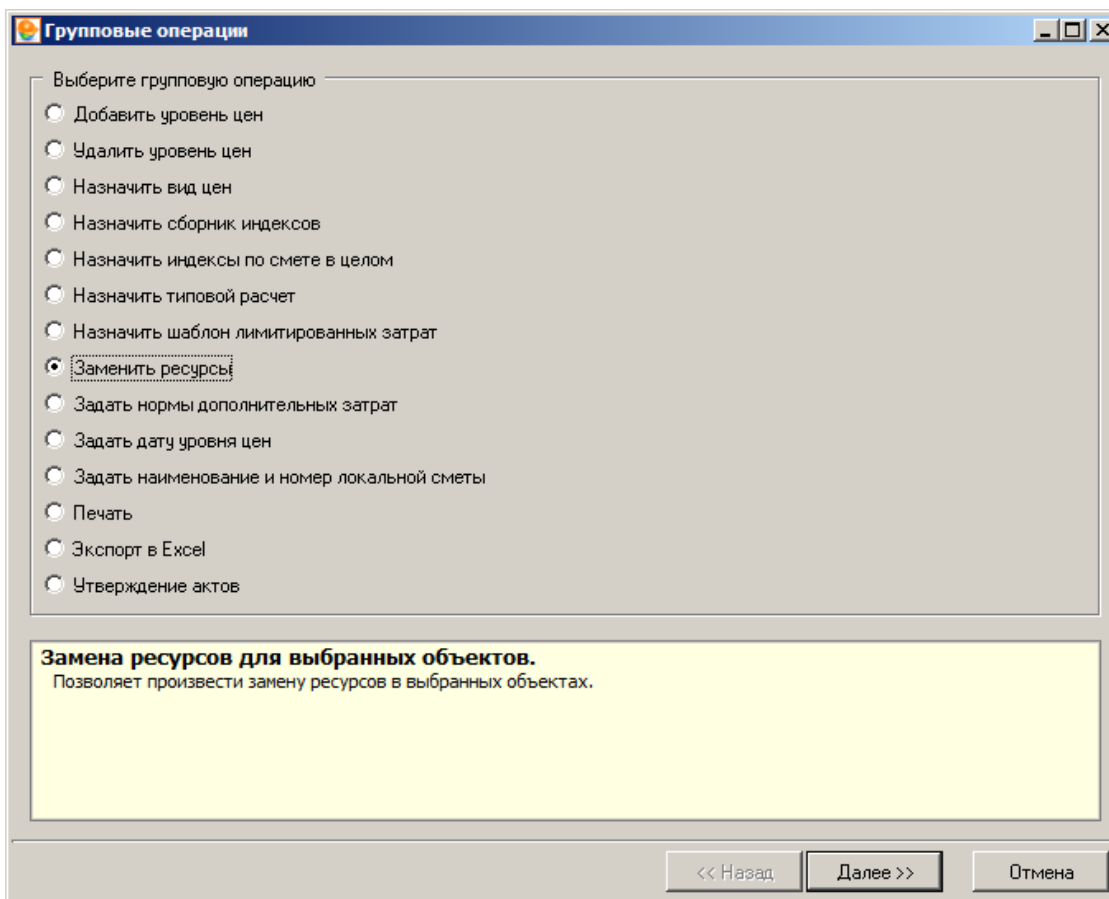 Групповые операции
Выберите групповую операцию
Добавить уровень цен
Удалить уровень цен
Назначить вид цен
Назначить сборник индексов
Назначить индексы по смете в целом
Назначить типовой расчет
Назначить шаблон лимитированных затрат
Заменить ресурсы
Задать нормы дополнительных затрат
Задать дату уровня цен
Задать наименование и номер локальной сметы
Печать
Экспорт в Excel
Утверждение актов
Замена ресурсов для выбранных объектов.
Позволяет произвести замену ресурсов в выбранных объектах.
<< Назад Далее >> Отмена